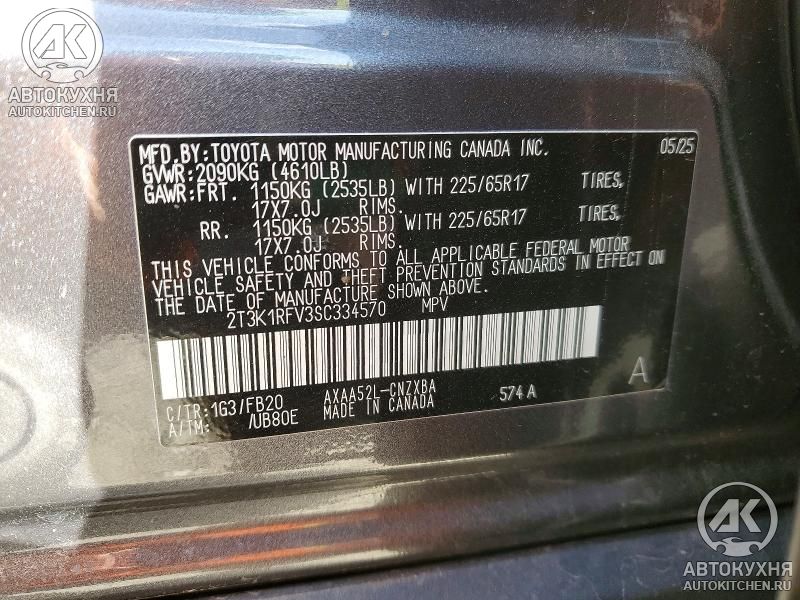 АК
АВТОКУХНЯ
AUTOKITCHEN.RU
MFD.BY:TOYOTA MOTOR MANUFACTURING CANADA INC. 05/25
GVWR:2090KG (4610LB)
GAWR:FRT. 1150KG (2535LB) WITH 225/65R17 TIRES,
17X7.0J RIMS.
RR. 1150KG (2535LB) WITH 225/65R17 TIRES,
17X7.0J RIMS.
THIS VEHICLE CONFORMS TO ALL APPLICABLE FEDERAL MOTOR
VEHICLE SAFETY AND THEFT PREVENTION STANDARDS IN EFFECT ON
THE DATE OF MANUFACTURE SHOWN ABOVE.
2T3K1RFV3SC334570 MPV
C/TR:1G3/FB20 AXAA52L-CNZXBA 574A A
A/TM: /UB80E MADE IN CANADA
АК
АВТОКУХНЯ
AUTOKITCHEN.RU